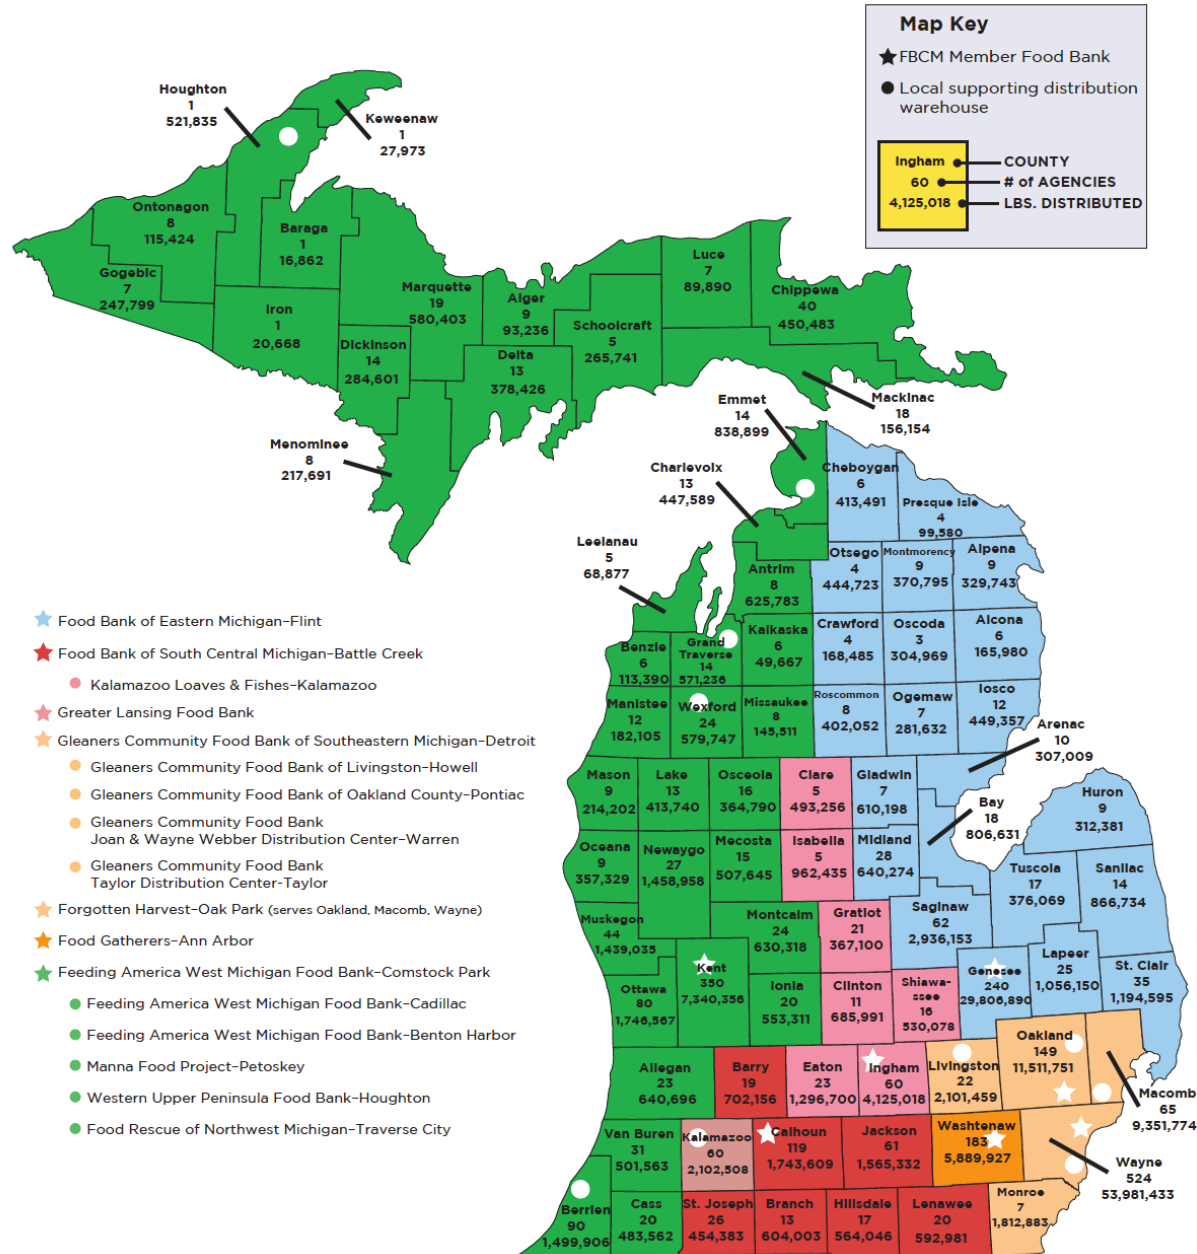 Map Key
FBCM Member Food Bank
Local supporting distribution
warehouse
Ingham
60
4,125,018
COUNTY
# of AGENCIES
LBS. DISTRIBUTED
Houghton
1
521,835
Keweenaw
1
27,973
Ontonagon
8
115,424
Baraga
1
16,862
Gogebic
7
247,799
Iron
1
20,668
Marquette
19
580,403
Dickinson
14
284,601
Alger
9
93,236
Delta
13
378,426
Schoolcraft
5
265,741
Luce
7
89,890
Chippewa
40
450,483
Mackinac
18
156,154
Menominee
8
217,691
Emmet
14
838,899
Charlevoix
13
447,589
Leelanau
5
68,877
Cheboygan
6
413,491
Presque Isle
4
99,580
Antrim
8
625,783
Otsego
4
444,723
Montmorency
9
370,795
Alpena
9
329,743
Benzie
6
113,390
Grand
Traverse
14
571,236
Kalkaska
6
49,667
Crawford
4
168,485
Oscoda
3
304,969
Alcona
6
165,980
Manistee
12
182,105
Wexford
24
579,747
Missaukee
8
145,511
Roscommon
8
402,052
Ogemaw
7
281,632
Iosco
12
449,357
Arenac
10
307,009
Mason
9
214,202
Lake
13
413,740
Osceola
16
364,790
Clare
5
493,256
Gladwin
7
610,198
Bay
18
806,631
Huron
9
312,381
Oceana
9
357,329
Newaygo
27
1,458,958
Mecosta
15
507,645
Isabella
5
962,435
Midland
28
640,274
Tuscola
17
376,069
Sanilac
14
866,734
Muskegon
44
1,439,035
Montcalm
24
630,318
Gratiot
21
367,100
Saginaw
62
2,936,153
Kent
350
7,340,356
Ottawa
80
1,746,567
Ionia
20
553,311
Clinton
11
685,991
Shiawa-
ssee
16
530,078
Genesee
240
29,806,890
Lapeer
25
1,056,150
St. Clair
35
1,194,595
Allegan
23
640,696
Barry
19
702,156
Eaton
23
1,296,700
Ingham
60
4,125,018
Livingston
22
2,101,459
Oakland
149
11,511,751
Macomb
65
9,351,774
Van Buren
31
501,563
Kalamazoo
60
2,102,508
Calhoun
119
1,743,609
Jackson
61
1,565,332
Washtenaw
183
5,889,927
Wayne
524
53,981,433
Berrien
90
1,499,906
Cass
20
483,562
St. Joseph
26
454,383
Branch
13
604,003
Hillsdale
17
564,046
Lenawee
20
592,981
Monroe
7
1,812,883
Food Bank of Eastern Michigan–Flint
Food Bank of South Central Michigan–Battle Creek
Kalamazoo Loaves & Fishes–Kalamazoo
Greater Lansing Food Bank
Gleaners Community Food Bank of Southeastern Michigan–Detroit
Gleaners Community Food Bank of Livingston–Howell
Gleaners Community Food Bank of Oakland County–Pontiac
Gleaners Community Food Bank
Joan & Wayne Webber Distribution Center–Warren
Gleaners Community Food Bank
Taylor Distribution Center-Taylor
Forgotten Harvest–Oak Park (serves Oakland, Macomb, Wayne)
Food Gatherers–Ann Arbor
Feeding America West Michigan Food Bank–Comstock Park
Feeding America West Michigan Food Bank–Cadillac
Feeding America West Michigan Food Bank–Benton Harbor
Manna Food Project–Petoskey
Western Upper Peninsula Food Bank–Houghton
Food Rescue of Northwest Michigan–Traverse City